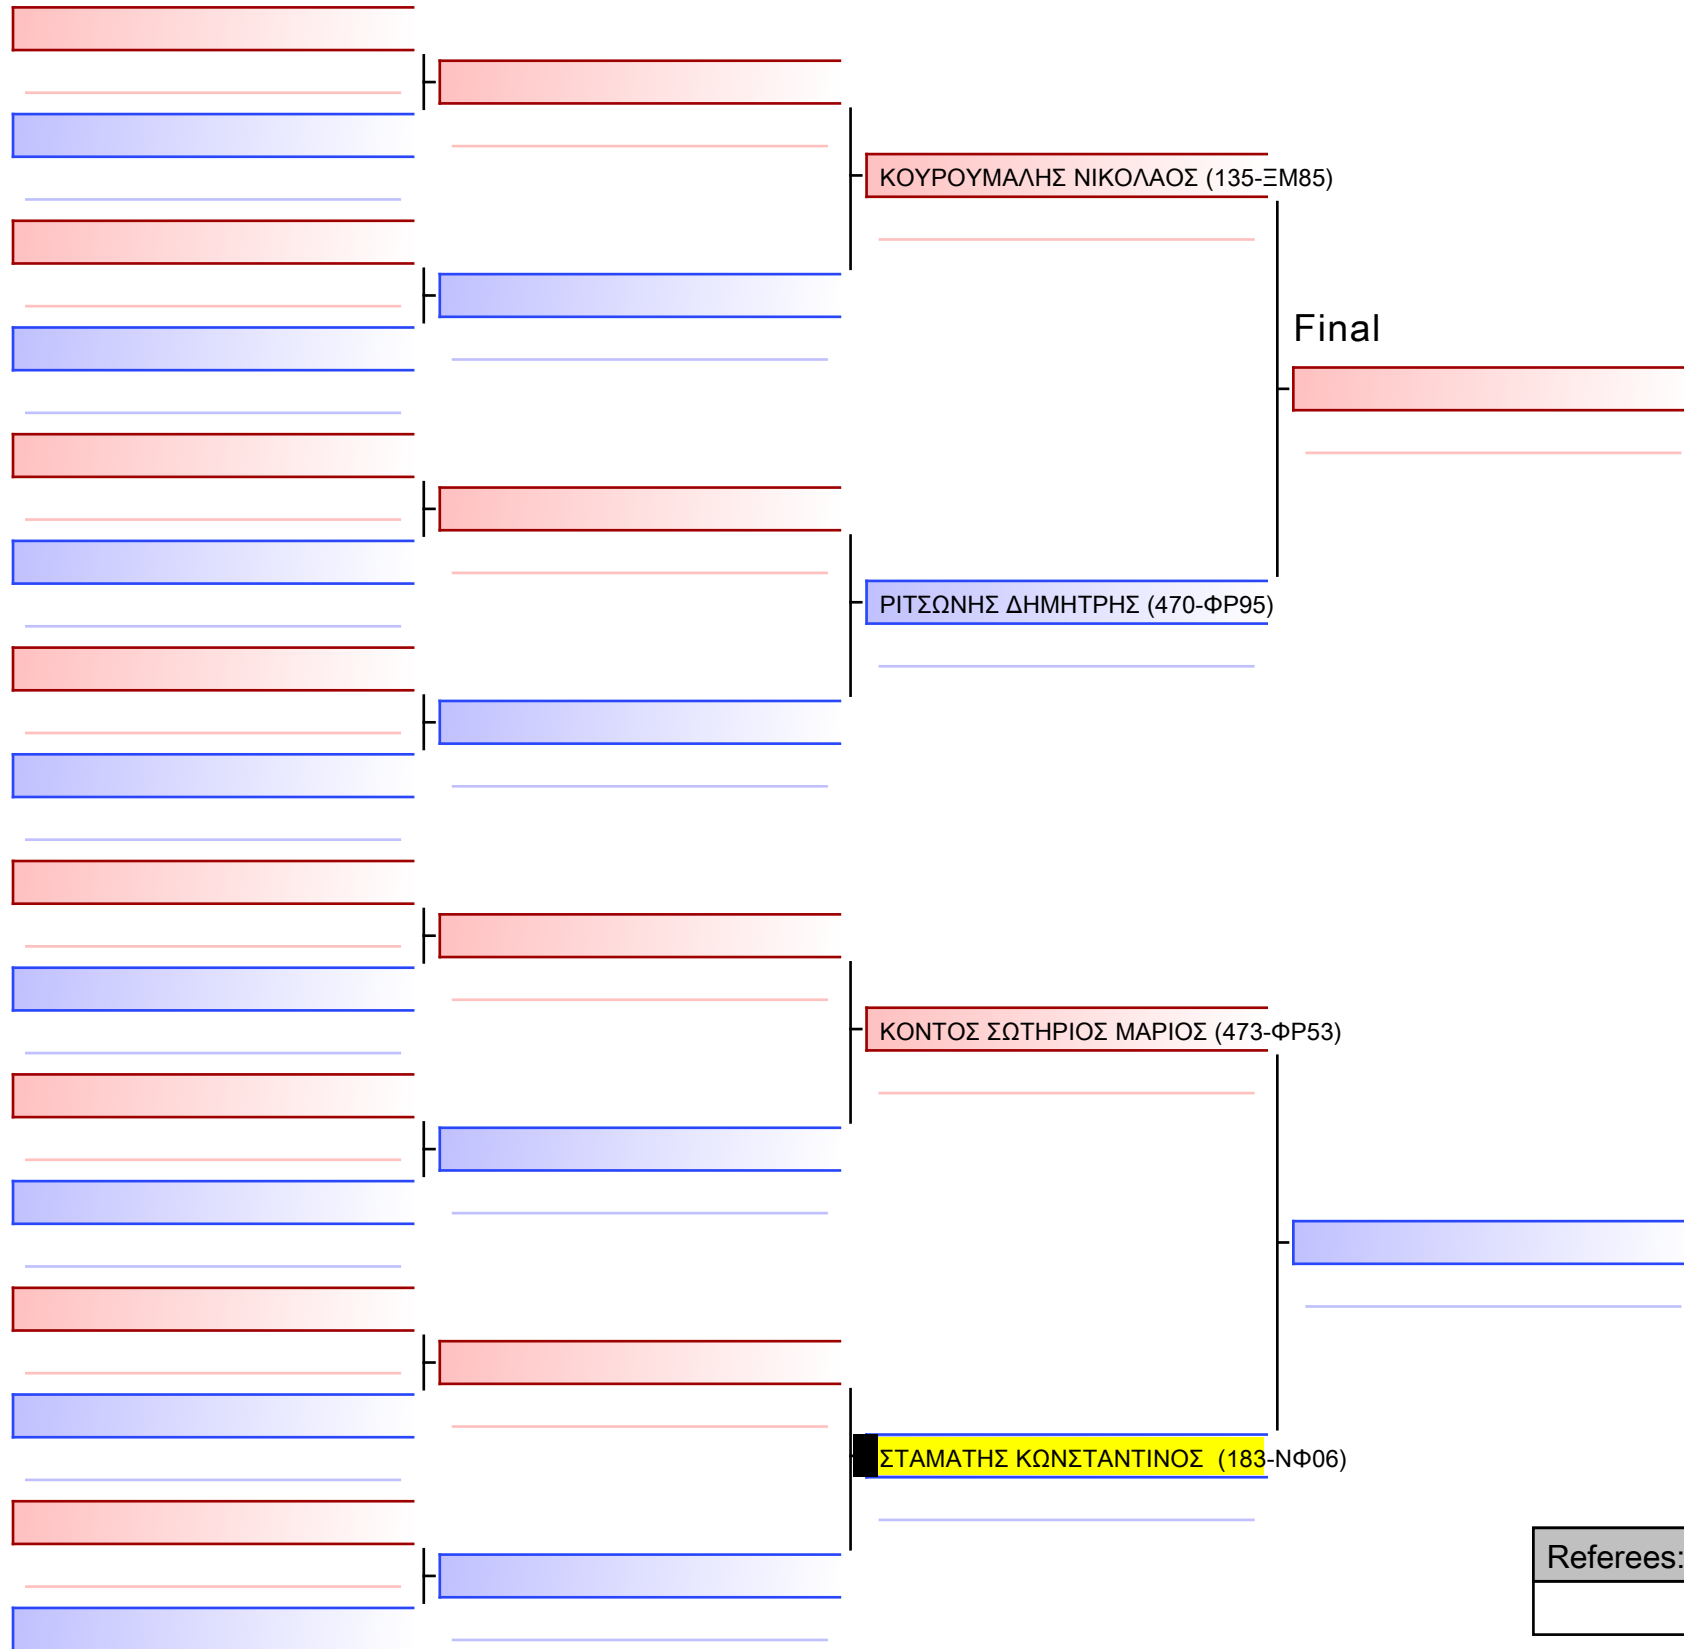 ΚΟΥΡΟΥΜΑΛΗΣ ΝΙΚΟΛΑΟΣ (135-ΞΜ85)
Final
ΡΙΤΣΩΝΗΣ ΔΗΜΗΤΡΗΣ (470-ΦΡ95)
ΚΟΝΤΟΣ ΣΩΤΗΡΙΟΣ ΜΑΡΙΟΣ (473-ΦΡ53)
ΣΤΑΜΑΤΗΣ ΚΩΝΣΤΑΝΤΙΝΟΣ (183-ΝΦ06)
Referees: